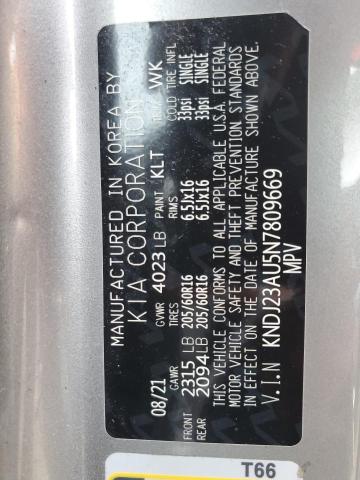 MANUFACTURED IN KOREA BY
KIA CORPORATION
08/21 GVWR 4023 LB PAINT KLT WK
GAWR TIRES RIMS COLD TIRE INFL
FRONT 2315 LB 205/60R16 6.5Jx16 33psi SINGLE
REAR 2094 LB 205/60R16 6.5Jx16 33psi SINGLE
THIS VEHICLE CONFORMS TO ALL APPLICABLE U.S.A. FEDERAL
MOTOR VEHICLE SAFETY AND THEFT PREVENTION STANDARDS
IN EFFECT ON THE DATE OF MANUFACTURE SHOWN ABOVE.
V.I.N KNDJ23AU5N7809669
MPV
T66